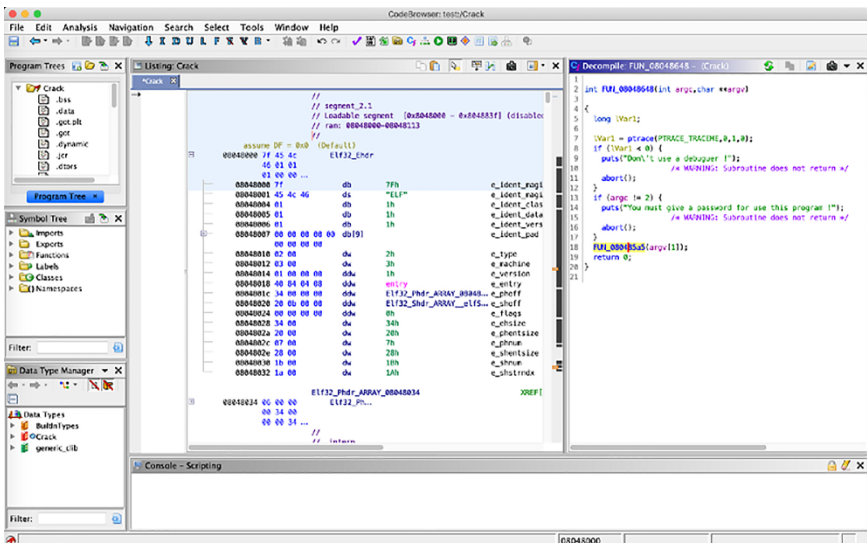 CodeBrowser: test:/Crack
File Edit Analysis Navigation Search Select Tools Window Help
Program Trees
Crack
.bss
.data
.got.plt
.got
.dynamic
.jcr
.dtors
Program Tree ×
Symbol Tree
Imports
Exports
Functions
Labels
Classes
Namespaces
Filter:
Data Type Manager
Data Types
BuiltInTypes
Crack
generic_clib
Filter:
Listing: Crack
*Crack
//
// segment_2.1
// Loadable segment [0x8048000 - 0x804883f] (disabled
// ram: 08048000-08048113
//
assume DF = 0x0 (Default)
08048000 7f 45 4c Elf32_Ehdr
46 01 01
01 00 00 ...
08048000 7f db 7Fh e_ident_magi
08048001 45 4c 46 ds "ELF" e_ident_magi
08048004 01 db 1h e_ident_clas
08048005 01 db 1h e_ident_data
08048006 01 db 1h e_ident_vers
08048007 00 00 00 00 00 db[9] e_ident_pad
00 00 00 00
08048010 02 00 dw 2h e_type
08048012 03 00 dw 3h e_machine
08048014 01 00 00 00 ddw 1h e_version
08048018 40 84 04 08 ddw entry e_entry
0804801c 34 00 00 00 ddw Elf32_Phdr_ARRAY_08048... e_phoff
08048020 20 0b 00 00 ddw Elf32_Shdr_ARRAY__elfS... e_shoff
08048024 00 00 00 00 ddw 0h e_flags
08048028 34 00 dw 34h e_ehsize
0804802a 20 00 dw 20h e_phentsize
0804802c 07 00 dw 7h e_phnum
0804802e 28 00 dw 28h e_shentsize
08048030 1b 00 dw 1Bh e_shnum
08048032 1a 00 dw 1Ah e_shstrndx
Elf32_Phdr_ARRAY_08048034 XREF[
08048034 06 00 00 Elf32_Ph...
00 34 00
00 00 34 ...
//
// .interp
Decompile: FUN_08048648 - (Crack)
1
2 int FUN_08048648(int argc,char **argv)
3
4 {
5 long lVar1;
6
7 lVar1 = ptrace(PTRACE_TRACEME,0,1,0);
8 if (lVar1 < 0) {
9 puts("Don\'t use a debuguer !");
10 /* WARNING: Subroutine does not return */
11 abort();
12 }
13 if (argc != 2) {
14 puts("You must give a password for use this program !");
15 /* WARNING: Subroutine does not return */
16 abort();
17 }
18 FUN_080485a5(argv[1]);
19 return 0;
20 }
21
Console - Scripting
08048000